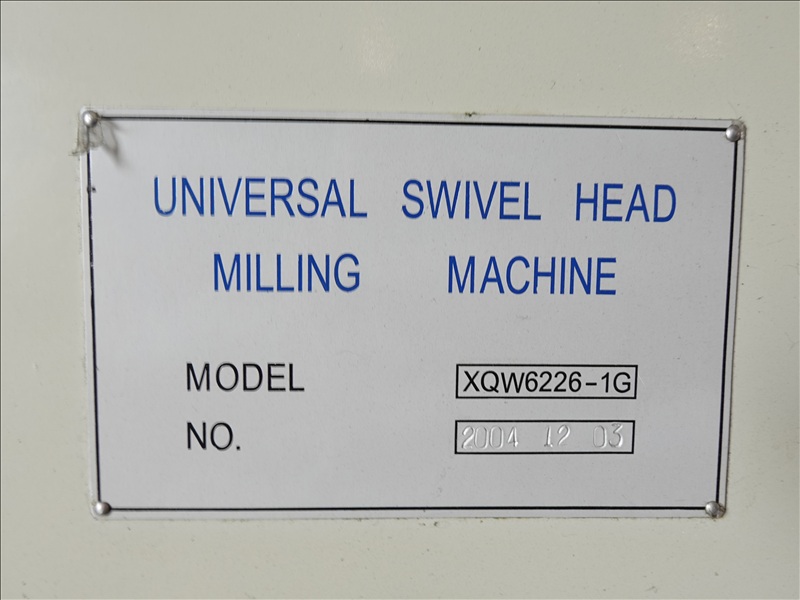 UNIVERSAL SWIVEL HEAD
MILLING MACHINE
MODEL XQW6226-1G
NO. 2004 12 03